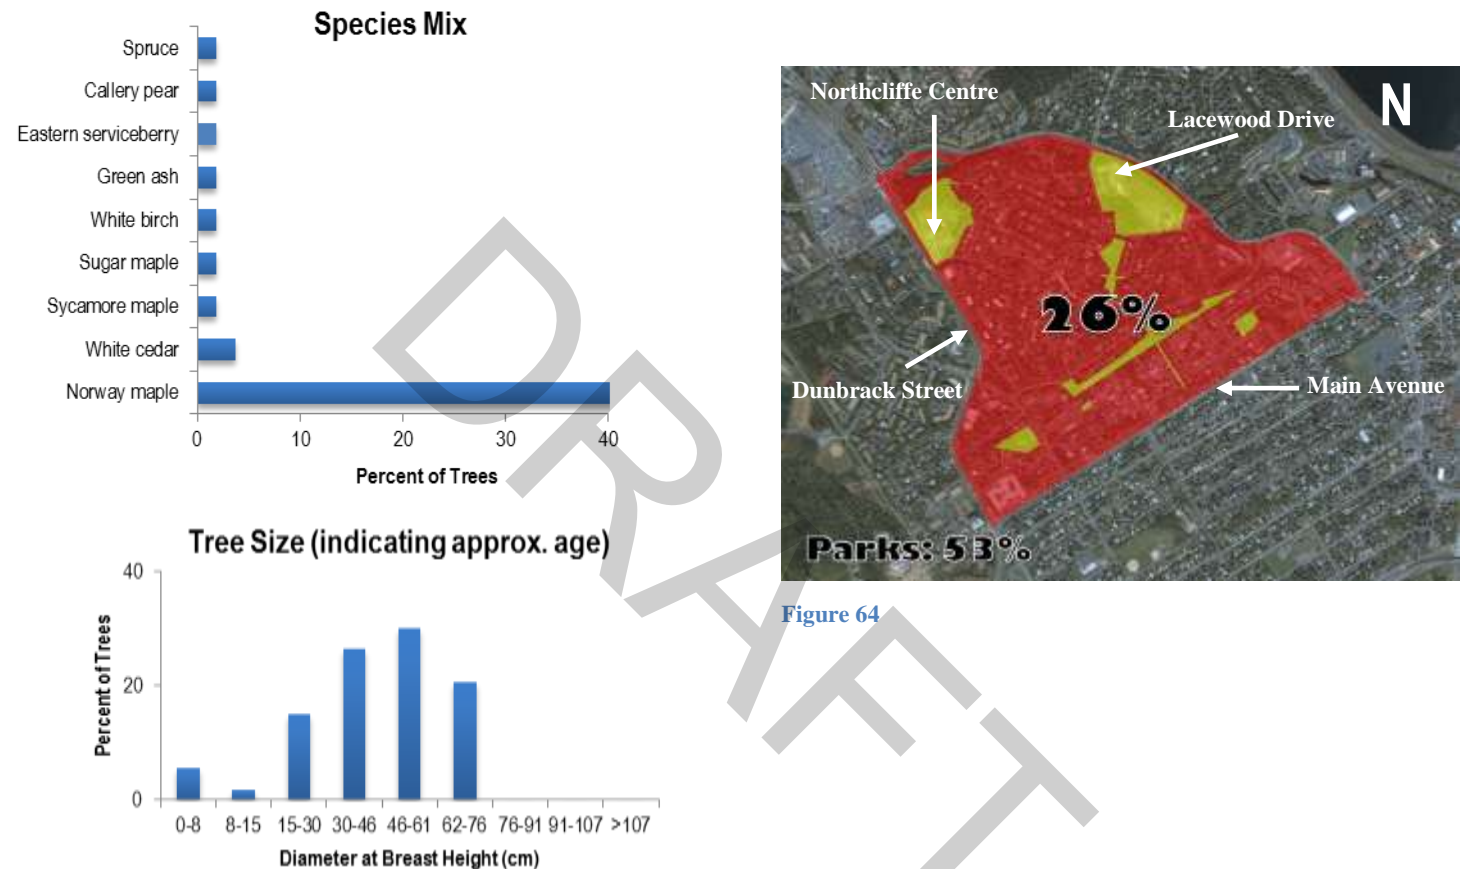 Species Mix
Spruce
Callery pear
Eastern serviceberry
Green ash
White birch
Sugar maple
Sycamore maple
White cedar
Norway maple
0 10 20 30 40
Percent of Trees
Tree Size (indicating approx. age)
Percent of Trees
40
20
0
0-8 8-15 15-30 30-46 46-61 62-76 76-91 91-107 >107
Diameter at Breast Height (cm)
Northcliffe Centre
Lacewood Drive
N
26%
Dunbrack Street
Main Avenue
Parks: 53%
Figure 64
DRAFT